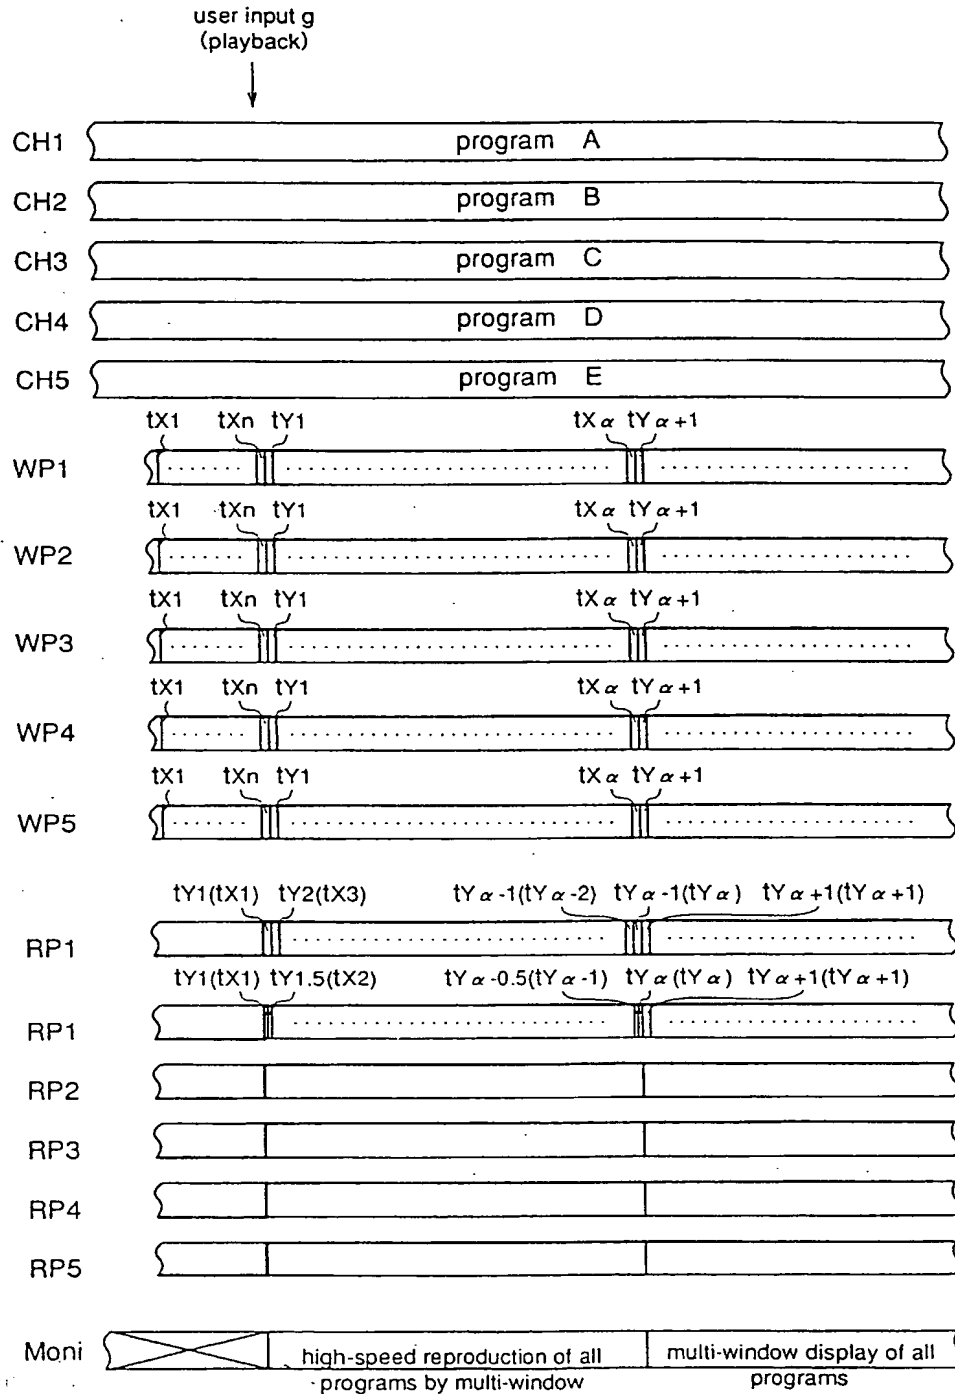 user input g
(playback)
CH1 program A
CH2 program B
CH3 program C
CH4 program D
CH5 program E
tX1 tXn tY1 tXα tYα+1
WP1
tX1 tXn tY1 tXα tYα+1
WP2
tX1 tXn tY1 tXα tYα+1
WP3
tX1 tXn tY1 tXα tYα+1
WP4
tX1 tXn tY1 tXα tYα+1
WP5
tY1(tX1) tY2(tX3) tYα-1(tYα-2) tYα-1(tYα) tYα+1(tYα+1)
RP1
tY1(tX1) tY1.5(tX2) tYα-0.5(tYα-1) tYα(tYα) tYα+1(tYα+1)
RP1
RP2
RP3
RP4
RP5
Moni high-speed reproduction of all programs by multi-window multi-window display of all programs